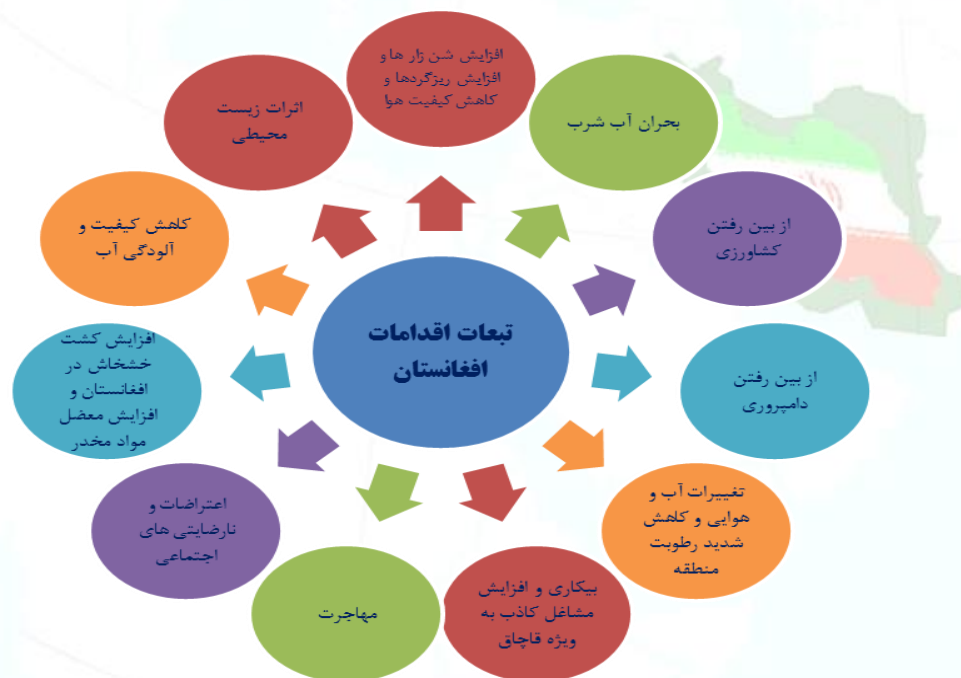 تبعات اقدامات
افغانستان
افزایش شن زار ها و
افزایش ریزگردها و
کاهش کیفیت هوا
بحران آب شرب
از بین رفتن
کشاورزی
از بین رفتن
دامپروری
تغییرات آب و
هوایی و کاهش
شدید رطوبت
منطقه
بیکاری و افزایش
مشاغل کاذب به
ویژه قاچاق
مهاجرت
اعتراضات و
نارضایتی های
اجتماعی
افزایش کشت
خشخاش در
افغانستان و
افزایش معضل
مواد مخدر
کاهش کیفیت و
آلودگی آب
اثرات زیست
محیطی